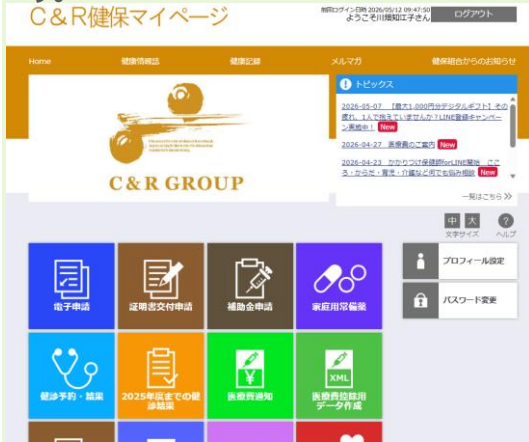 す。
C&R健保マイページ
前回ログイン日時 2026/05/12 09:47:50
ようこそ川畑知江子さん
ログアウト
Home
健康情報誌
健康記録
メルマガ
健保組合からのお知らせ
トピックス
2026-05-07 【最大1,000円分デジタルギフト】その
疲れ、1人で抱えていませんか？LINE登録キャンペー
ン実施中！ New
2026-04-27 医療費のご案内 New
2026-04-23 かかりつけ保健師forLINE開始 ここ
ろ・からだ・育児・介護など何でも悩み相談 New
一覧はこちら
C & R GROUP
中 大 ?
文字サイズ ヘルプ
電子申請
証明書交付申請
補助金申請
家庭用常備薬
プロフィール設定
パスワード変更
健診予約・結果
2025年度までの健
診結果
¥
医療費通知
XML
医療費控除用
データ作成